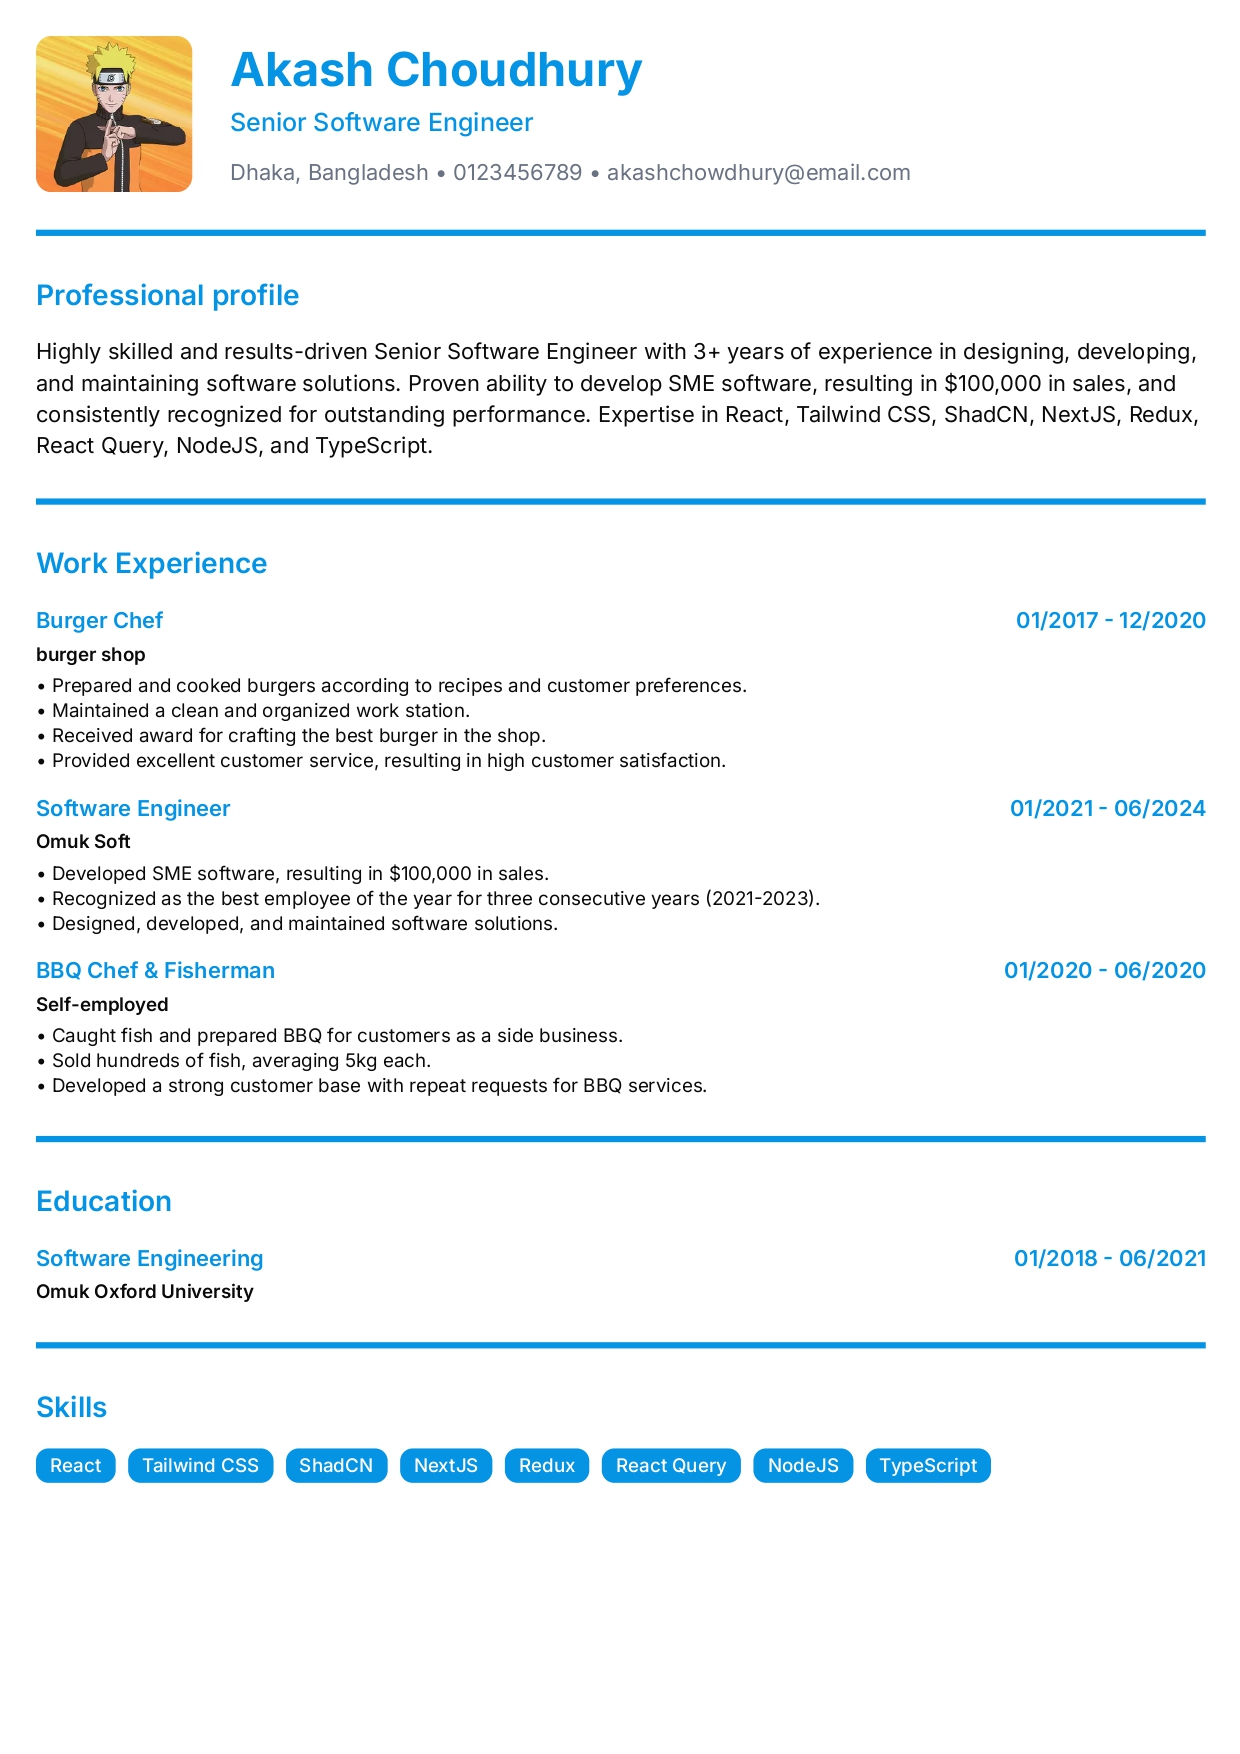 Akash Choudhury
Senior Software Engineer
Dhaka, Bangladesh • 0123456789 • akashchowdhury@email.com
Professional profile
Highly skilled and results-driven Senior Software Engineer with 3+ years of experience in designing, developing,
and maintaining software solutions. Proven ability to develop SME software, resulting in $100,000 in sales, and
consistently recognized for outstanding performance. Expertise in React, Tailwind CSS, ShadCN, NextJS, Redux,
React Query, NodeJS, and TypeScript.
Work Experience
Burger Chef 01/2017 - 12/2020
burger shop
• Prepared and cooked burgers according to recipes and customer preferences.
• Maintained a clean and organized work station.
• Received award for crafting the best burger in the shop.
• Provided excellent customer service, resulting in high customer satisfaction.
Software Engineer 01/2021 - 06/2024
Omuk Soft
• Developed SME software, resulting in $100,000 in sales.
• Recognized as the best employee of the year for three consecutive years (2021-2023).
• Designed, developed, and maintained software solutions.
BBQ Chef & Fisherman 01/2020 - 06/2020
Self-employed
• Caught fish and prepared BBQ for customers as a side business.
• Sold hundreds of fish, averaging 5kg each.
• Developed a strong customer base with repeat requests for BBQ services.
Education
Software Engineering 01/2018 - 06/2021
Omuk Oxford University
Skills
React Tailwind CSS ShadCN NextJS Redux React Query NodeJS TypeScript